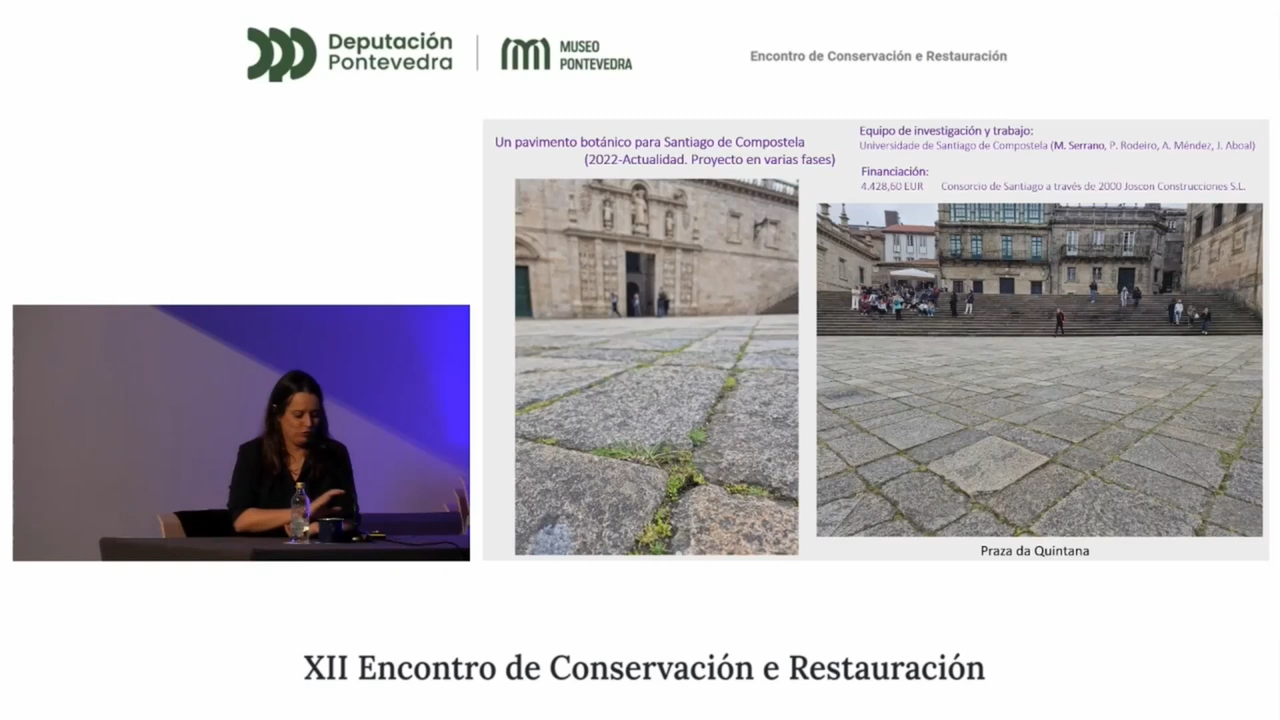 Deputación
Pontevedra
MUSEO
PONTEVEDRA
Encontro de Conservación e Restauración
Un pavimento botánico para Santiago de Compostela
(2022-Actualidad. Proyecto en varias fases)
Equipo de investigación y trabajo:
Universidade de Santiago de Compostela (M. Serrano, P. Rodeiro, A. Méndez, J. Aboal)
Financiación:
4.428,60 EUR Consorcio de Santiago a través de 2000 Joscon Construcciones S.L.
Praza da Quintana
XII Encontro de Conservación e Restauración